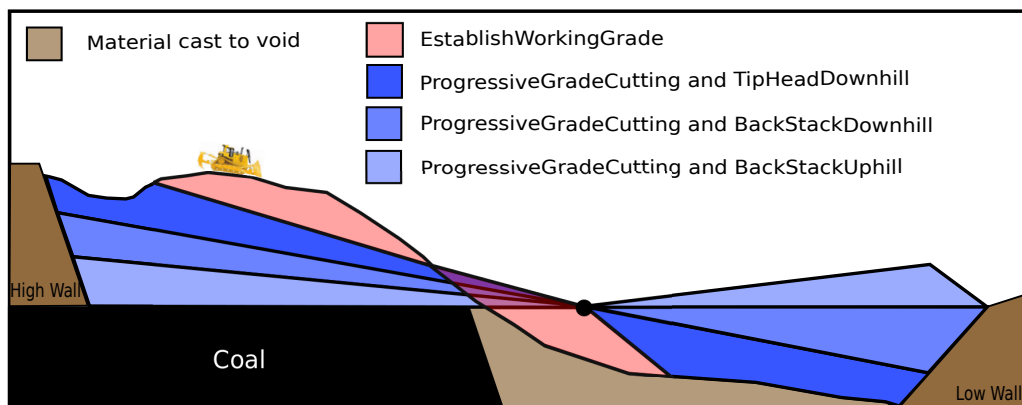 Material cast to void
EstablishWorkingGrade
ProgressiveGradeCutting and TipHeadDownhill
ProgressiveGradeCutting and BackStackDownhill
ProgressiveGradeCutting and BackStackUphill
High Wall
Coal
Low Wall